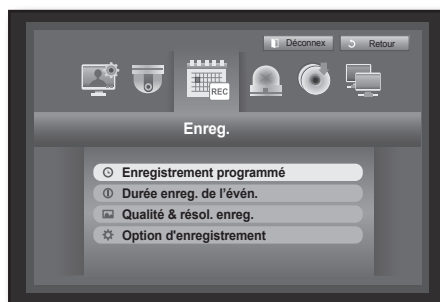 Déconnex
Retour
REC
Enreg.
Enregistrement programmé
Durée enreg. de l'évén.
Qualité & résol. enreg.
Option d'enregistrement